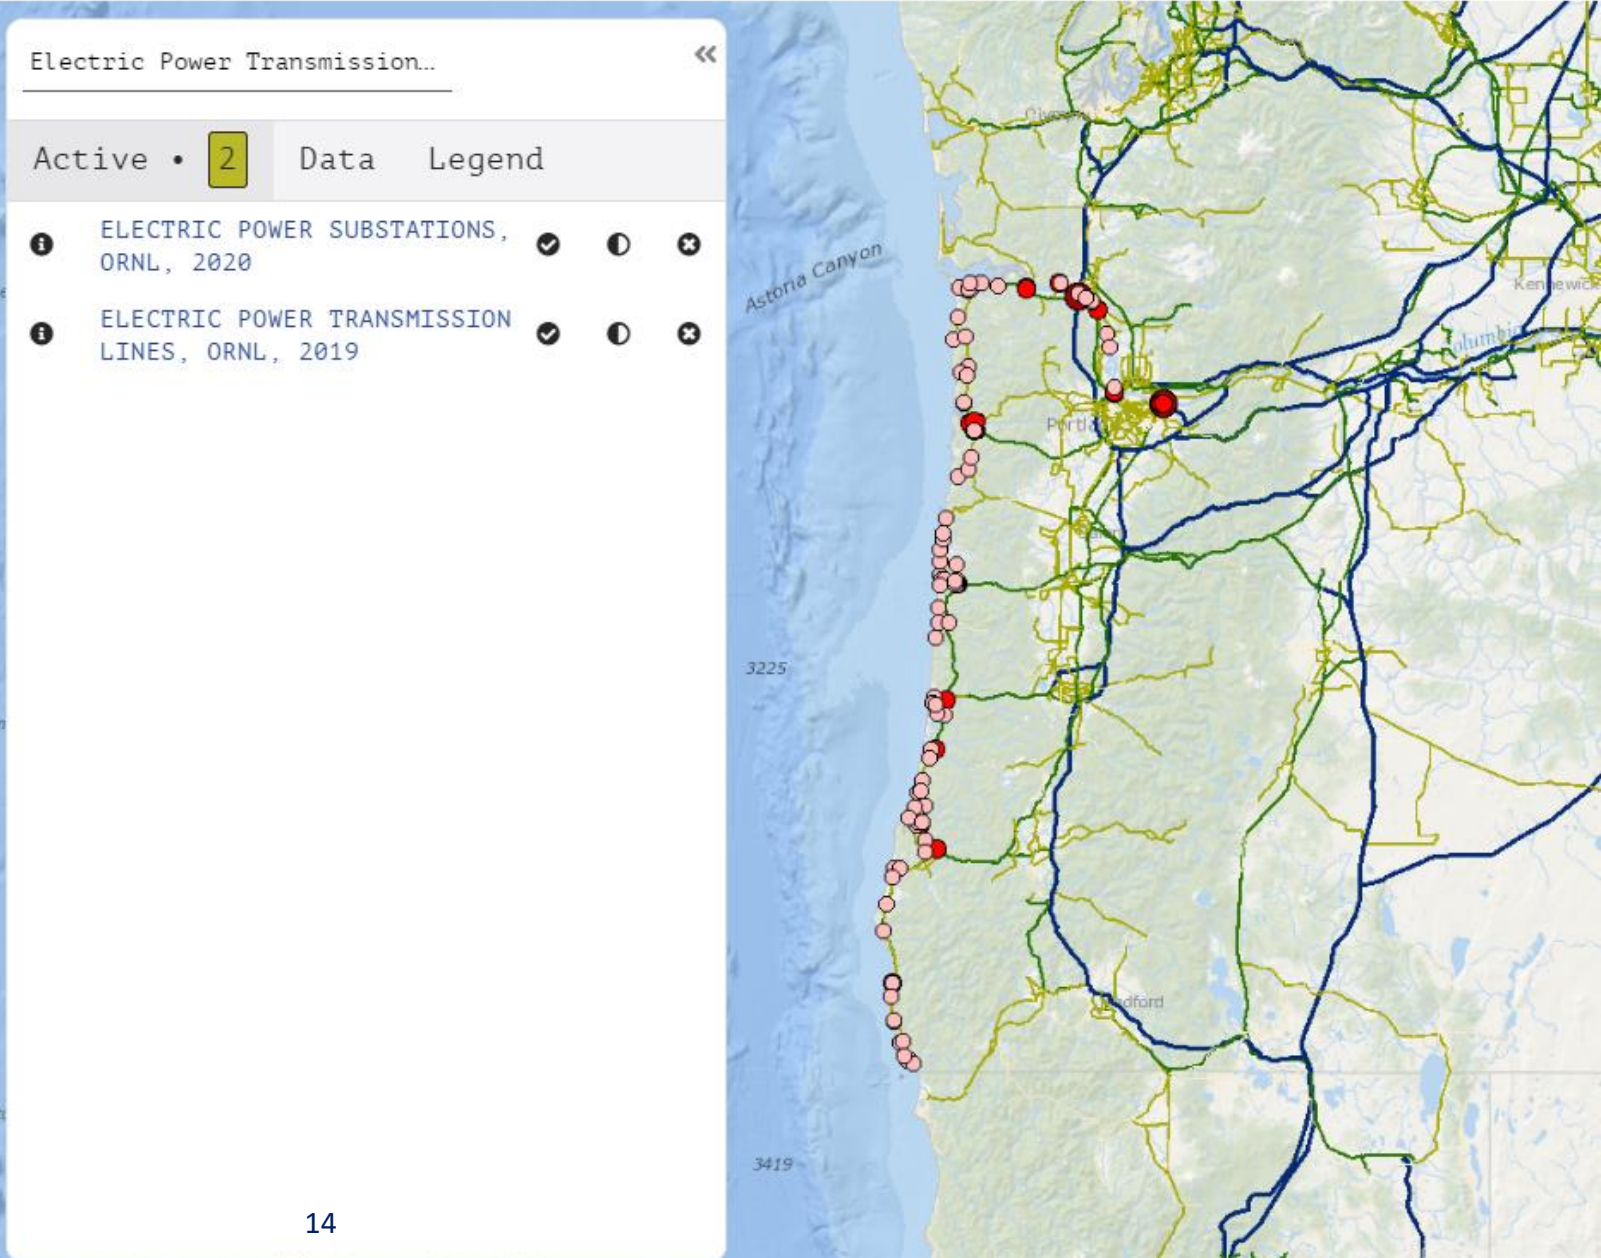 Electric Power Transmission...
«
Active • 2
Data
Legend
ELECTRIC POWER SUBSTATIONS,
ORNL, 2020
ELECTRIC POWER TRANSMISSION
LINES, ORNL, 2019
14
Astoria Canyon
3225
3419